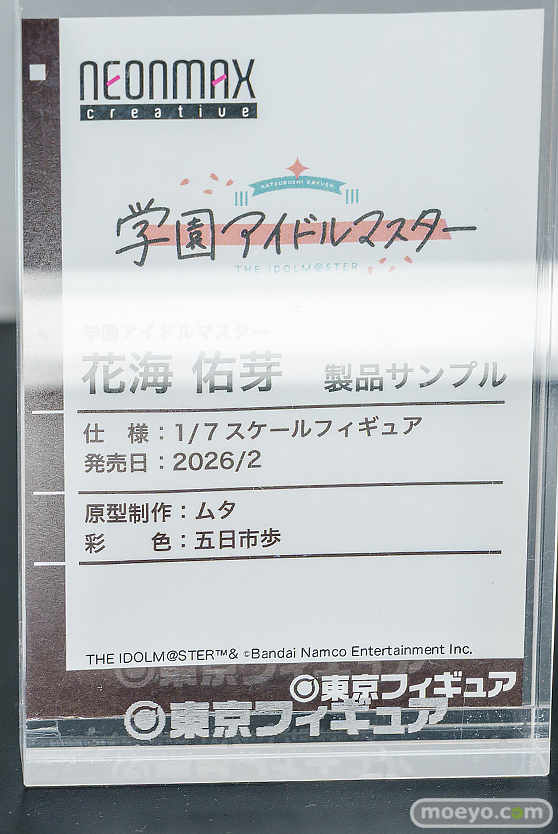 NEONMAX
creative
HATSUBOSHI GAKUEN
学園アイドルマスター
THE IDOLM@STER
学園アイドルマスター
花海 佑芽 製品サンプル
仕 様：1/7スケールフィギュア
発売日：2026/2
原型制作：ムタ
彩 色：五日市歩
THE IDOLM@STER™& ©Bandai Namco Entertainment Inc.
東京フィギュア
東京フィギュア
moeyo.com